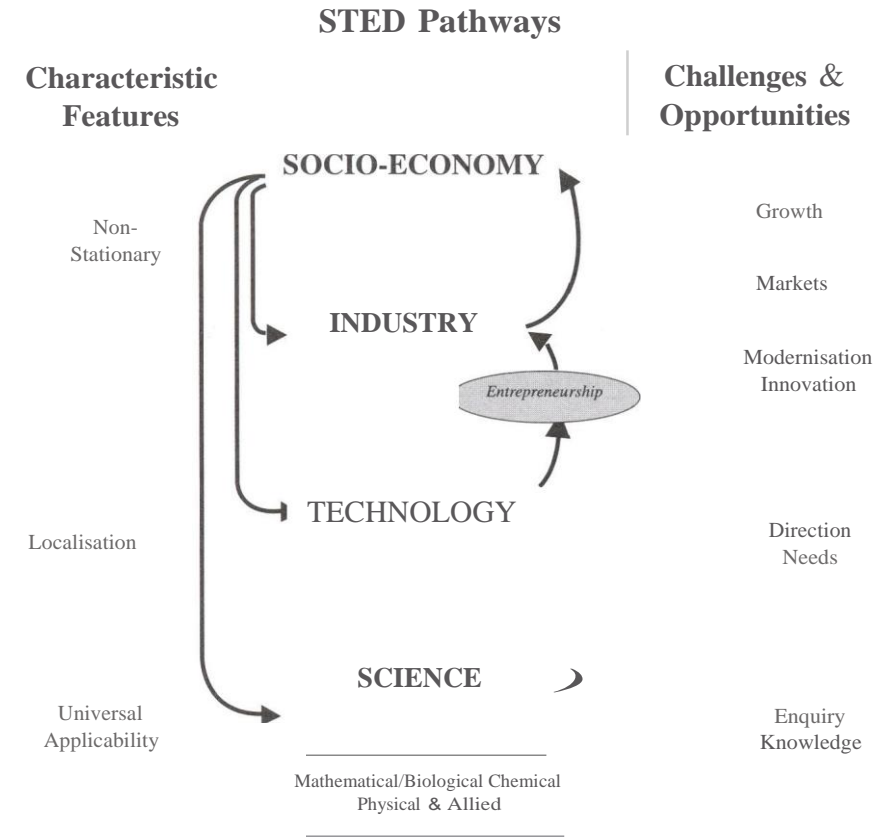 STED Pathways
Characteristic
Features
Challenges &
Opportunities
SOCIO-ECONOMY
Non-
Stationary
Growth
Markets
INDUSTRY
Modernisation
Innovation
Entrepreneurship
TECHNOLOGY
Localisation
Direction
Needs
SCIENCE
Universal
Applicability
Enquiry
Knowledge
Mathematical/Biological Chemical
Physical & Allied